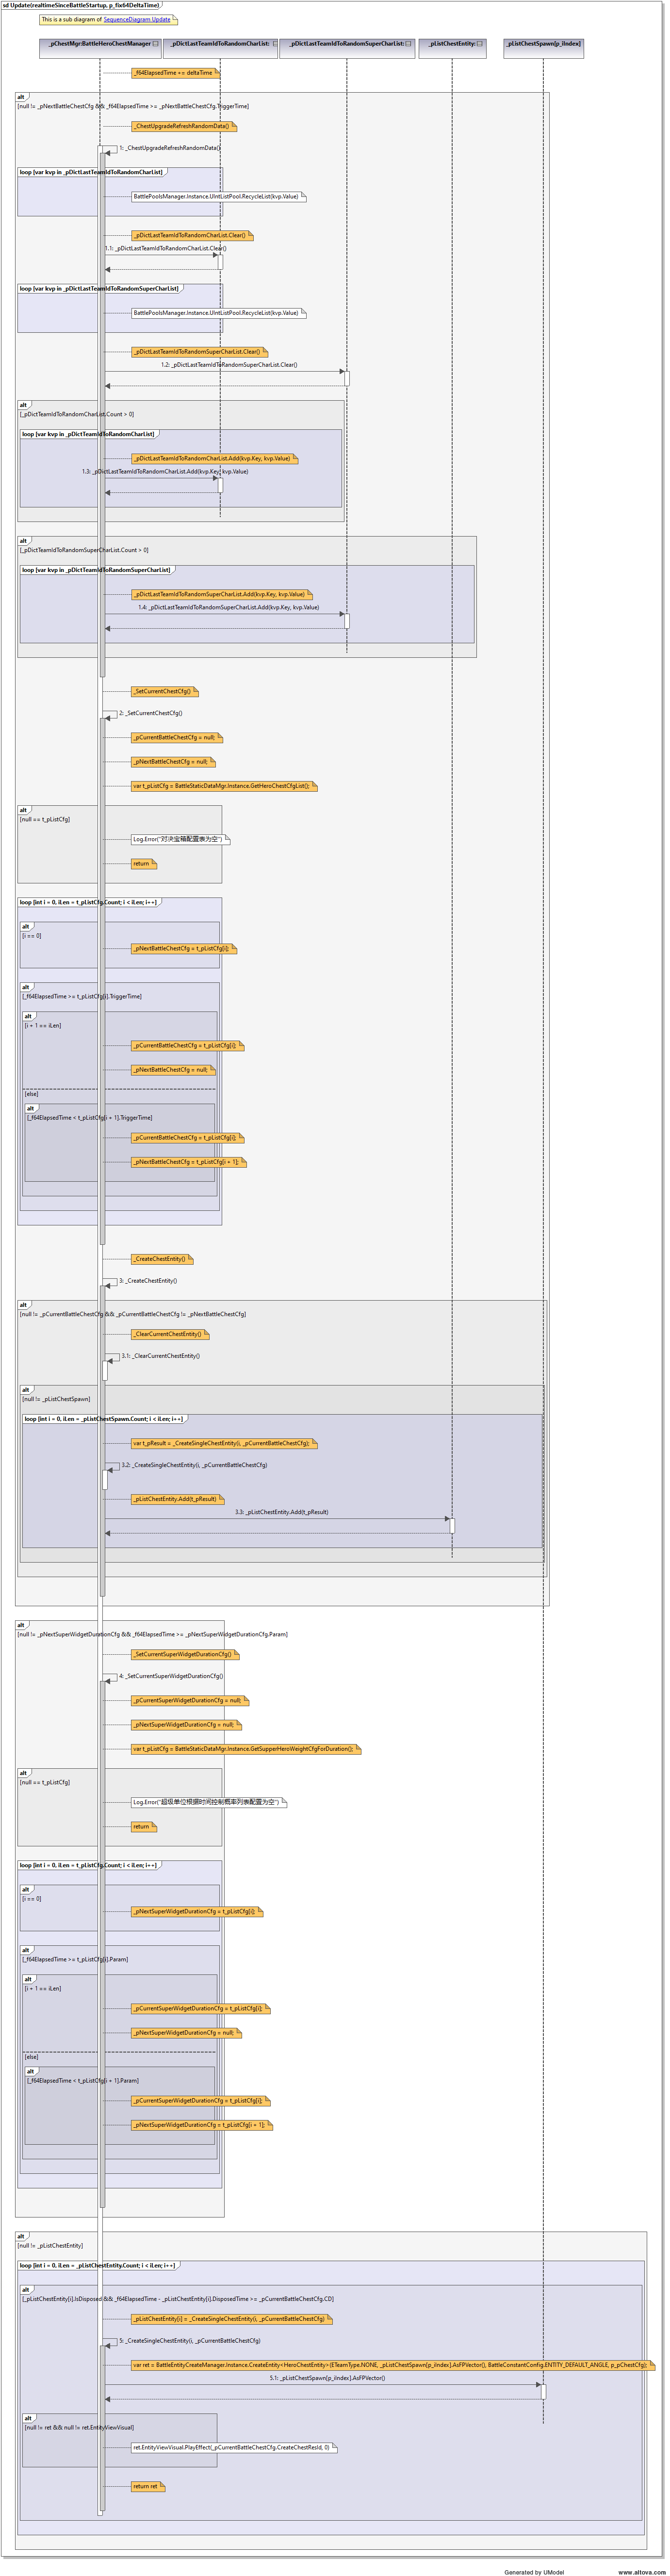 sd Update(realtimeSinceBattleStartup, p_fix64DeltaTime)
This is a sub diagram of SequenceDiagram.Update
_pChestMgr:BattleHeroChestManager
_pDictLastTeamIdToRandomCharList:
_pDictLastTeamIdToRandomSuperCharList:
_pListChestEntity:
_pListChestSpawn[p_iIndex]
_f64ElapsedTime += deltaTime
alt
[null != _pNextBattleChestCfg && _f64ElapsedTime >= _pNextBattleChestCfg.TriggerTime]
_ChestUpgradeRefreshRandomData()
1: _ChestUpgradeRefreshRandomData()
loop [var kvp in _pDictLastTeamIdToRandomCharList]
BattlePoolsManager.Instance.UIntListPool.RecycleList(kvp.Value)
_pDictLastTeamIdToRandomCharList.Clear()
1.1: _pDictLastTeamIdToRandomCharList.Clear()
loop [var kvp in _pDictLastTeamIdToRandomSuperCharList]
BattlePoolsManager.Instance.UIntListPool.RecycleList(kvp.Value)
_pDictLastTeamIdToRandomSuperCharList.Clear()
1.2: _pDictLastTeamIdToRandomSuperCharList.Clear()
alt
[_pDictTeamIdToRandomCharList.Count > 0]
loop [var kvp in _pDictTeamIdToRandomCharList]
_pDictLastTeamIdToRandomCharList.Add(kvp.Key, kvp.Value)
1.3: _pDictLastTeamIdToRandomCharList.Add(kvp.Key, kvp.Value)
alt
[_pDictTeamIdToRandomSuperCharList.Count > 0]
loop [var kvp in _pDictTeamIdToRandomSuperCharList]
_pDictLastTeamIdToRandomSuperCharList.Add(kvp.Key, kvp.Value)
1.4: _pDictLastTeamIdToRandomSuperCharList.Add(kvp.Key, kvp.Value)
_SetCurrentChestCfg()
2: _SetCurrentChestCfg()
_pCurrentBattleChestCfg = null;
_pNextBattleChestCfg = null;
var t_pListCfg = BattleStaticDataMgr.Instance.GetHeroChestCfgList();
alt
[null == t_pListCfg]
Log.Error("对决宝箱配置表为空")
return
loop [int i = 0, iLen = t_pListCfg.Count; i < iLen; i++]
alt
[i == 0]
_pNextBattleChestCfg = t_pListCfg[i];
alt
[_f64ElapsedTime >= t_pListCfg[i].TriggerTime]
alt
[i + 1 == iLen]
_pCurrentBattleChestCfg = t_pListCfg[i];
_pNextBattleChestCfg = null;
[else]
alt
[_f64ElapsedTime < t_pListCfg[i + 1].TriggerTime]
_pCurrentBattleChestCfg = t_pListCfg[i];
_pNextBattleChestCfg = t_pListCfg[i + 1];
_CreateChestEntity()
3: _CreateChestEntity()
alt
[null != _pCurrentBattleChestCfg && _pCurrentBattleChestCfg != _pNextBattleChestCfg]
_ClearCurrentChestEntity()
3.1: _ClearCurrentChestEntity()
alt
[null != _pListChestSpawn]
loop [int i = 0, iLen = _pListChestSpawn.Count; i < iLen; i++]
var t_pResult = _CreateSingleChestEntity(i, _pCurrentBattleChestCfg);
3.2: _CreateSingleChestEntity(i, _pCurrentBattleChestCfg)
_pListChestEntity.Add(t_pResult)
3.3: _pListChestEntity.Add(t_pResult)
alt
[null != _pNextSuperWidgetDurationCfg && _f64ElapsedTime >= _pNextSuperWidgetDurationCfg.Param]
_SetCurrentSuperWidgetDurationCfg()
4: _SetCurrentSuperWidgetDurationCfg()
_pCurrentSuperWidgetDurationCfg = null;
_pNextSuperWidgetDurationCfg = null;
var t_pListCfg = BattleStaticDataMgr.Instance.GetSupperHeroWeightCfgForDuration();
alt
[null == t_pListCfg]
Log.Error("超级单位根据时间控制概率列表配置为空")
return
loop [int i = 0, iLen = t_pListCfg.Count; i < iLen; i++]
alt
[i == 0]
_pNextSuperWidgetDurationCfg = t_pListCfg[i];
alt
[_f64ElapsedTime >= t_pListCfg[i].Param]
alt
[i + 1 == iLen]
_pCurrentSuperWidgetDurationCfg = t_pListCfg[i];
_pNextSuperWidgetDurationCfg = null;
[else]
alt
[_f64ElapsedTime < t_pListCfg[i + 1].Param]
_pCurrentSuperWidgetDurationCfg = t_pListCfg[i];
_pNextSuperWidgetDurationCfg = t_pListCfg[i + 1];
alt
[null != _pListChestEntity]
loop [int i = 0, iLen = _pListChestEntity.Count; i < iLen; i++]
alt
[_pListChestEntity[i].IsDisposed && _f64ElapsedTime - _pListChestEntity[i].DisposedTime >= _pCurrentBattleChestCfg.CD]
_pListChestEntity[i] = _CreateSingleChestEntity(i, _pCurrentBattleChestCfg)
5: _CreateSingleChestEntity(i, _pCurrentBattleChestCfg)
var ret = BattleEntityCreateManager.Instance.CreateEntity<HeroChestEntity>(ETeamType.NONE, _pListChestSpawn[p_iIndex].AsFPVector(), BattleConstantConfig.ENTITY_DEFAULT_ANGLE, p_pChestCfg);
5.1: _pListChestSpawn[p_iIndex].AsFPVector()
alt
[null != ret && null != ret.EntityViewVisual]
ret.EntityViewVisual.PlayEffect(_pCurrentBattleChestCfg.CreateChestResId, 0)
return ret
Generated by UModel
www.altova.com